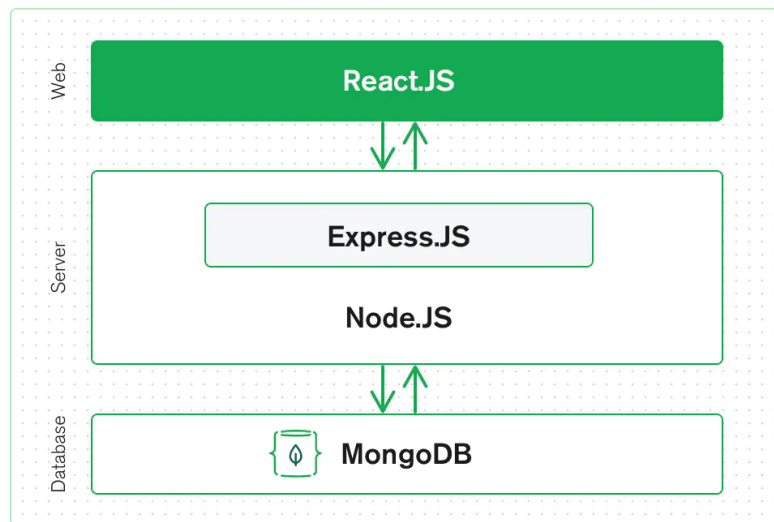 Web
React.JS
Server
Express.JS
Node.JS
Database
MongoDB